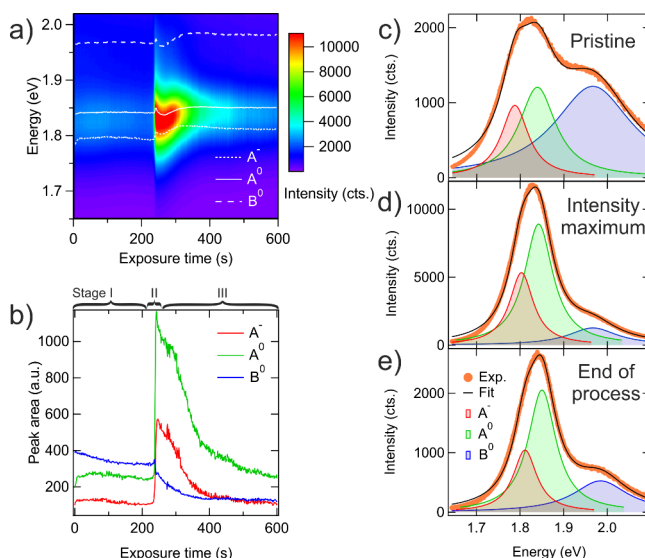 a)
Energy (eV)
2.0
1.9
1.8
1.7
A-
A0
B0
0
200
400
600
Exposure time (s)
10000
8000
6000
4000
2000
Intensity (cts.)
b)
Stage I
II
III
Peak area (a.u.)
1000
800
600
400
200
A-
A0
B0
0
200
400
600
Exposure time (s)
c)
Pristine
Intensity (cts.)
2000
1000
0
d)
Intensity
maximum
Intensity (cts.)
10000
5000
0
e)
End of
process
Intensity (cts.)
2000
1000
0
Exp.
Fit
A-
A0
B0
1.7
1.8
1.9
2.0
Energy (eV)